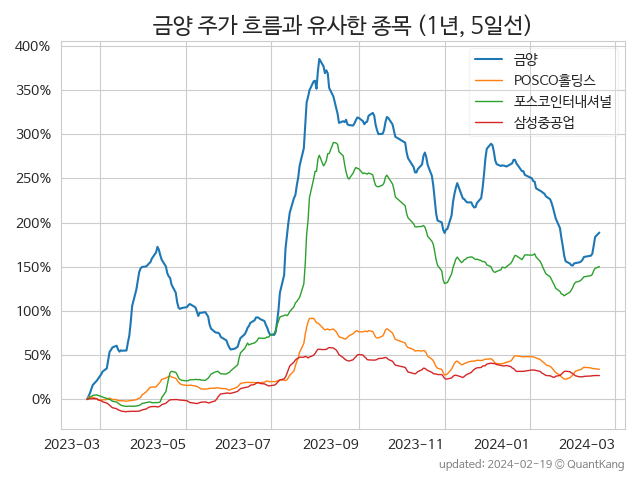 금양 주가 흐름과 유사한 종목 (1년, 5일선)
400%
350%
300%
250%
200%
150%
100%
50%
0%
금양
POSCO홀딩스
포스코인터내셔널
삼성중공업
2023-03 2023-05 2023-07 2023-09 2023-11 2024-01 2024-03
updated: 2024-02-19 © QuantKang